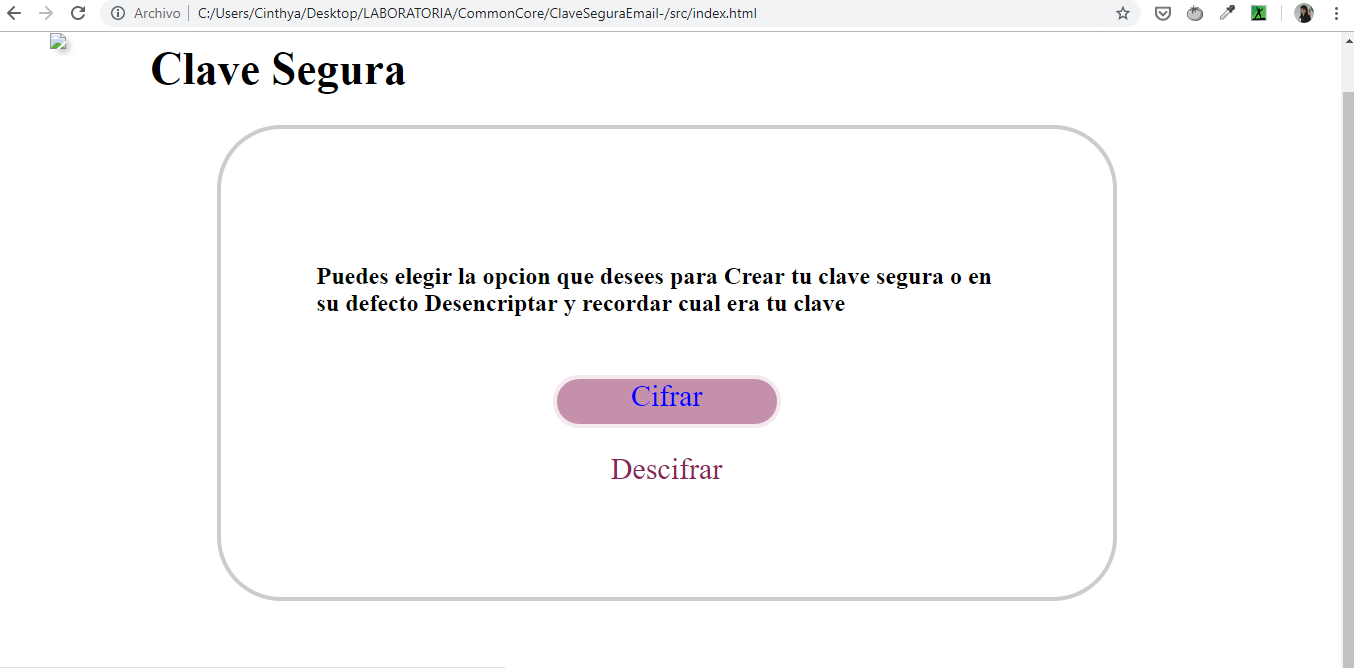 Archivo C:/Users/Cinthya/Desktop/LABORATORIA/CommonCore/ClaveSeguraEmail-/src/index.html
Clave Segura
Puedes elegir la opcion que desees para Crear tu clave segura o en
su defecto Desencriptar y recordar cual era tu clave
Cifrar
Descifrar